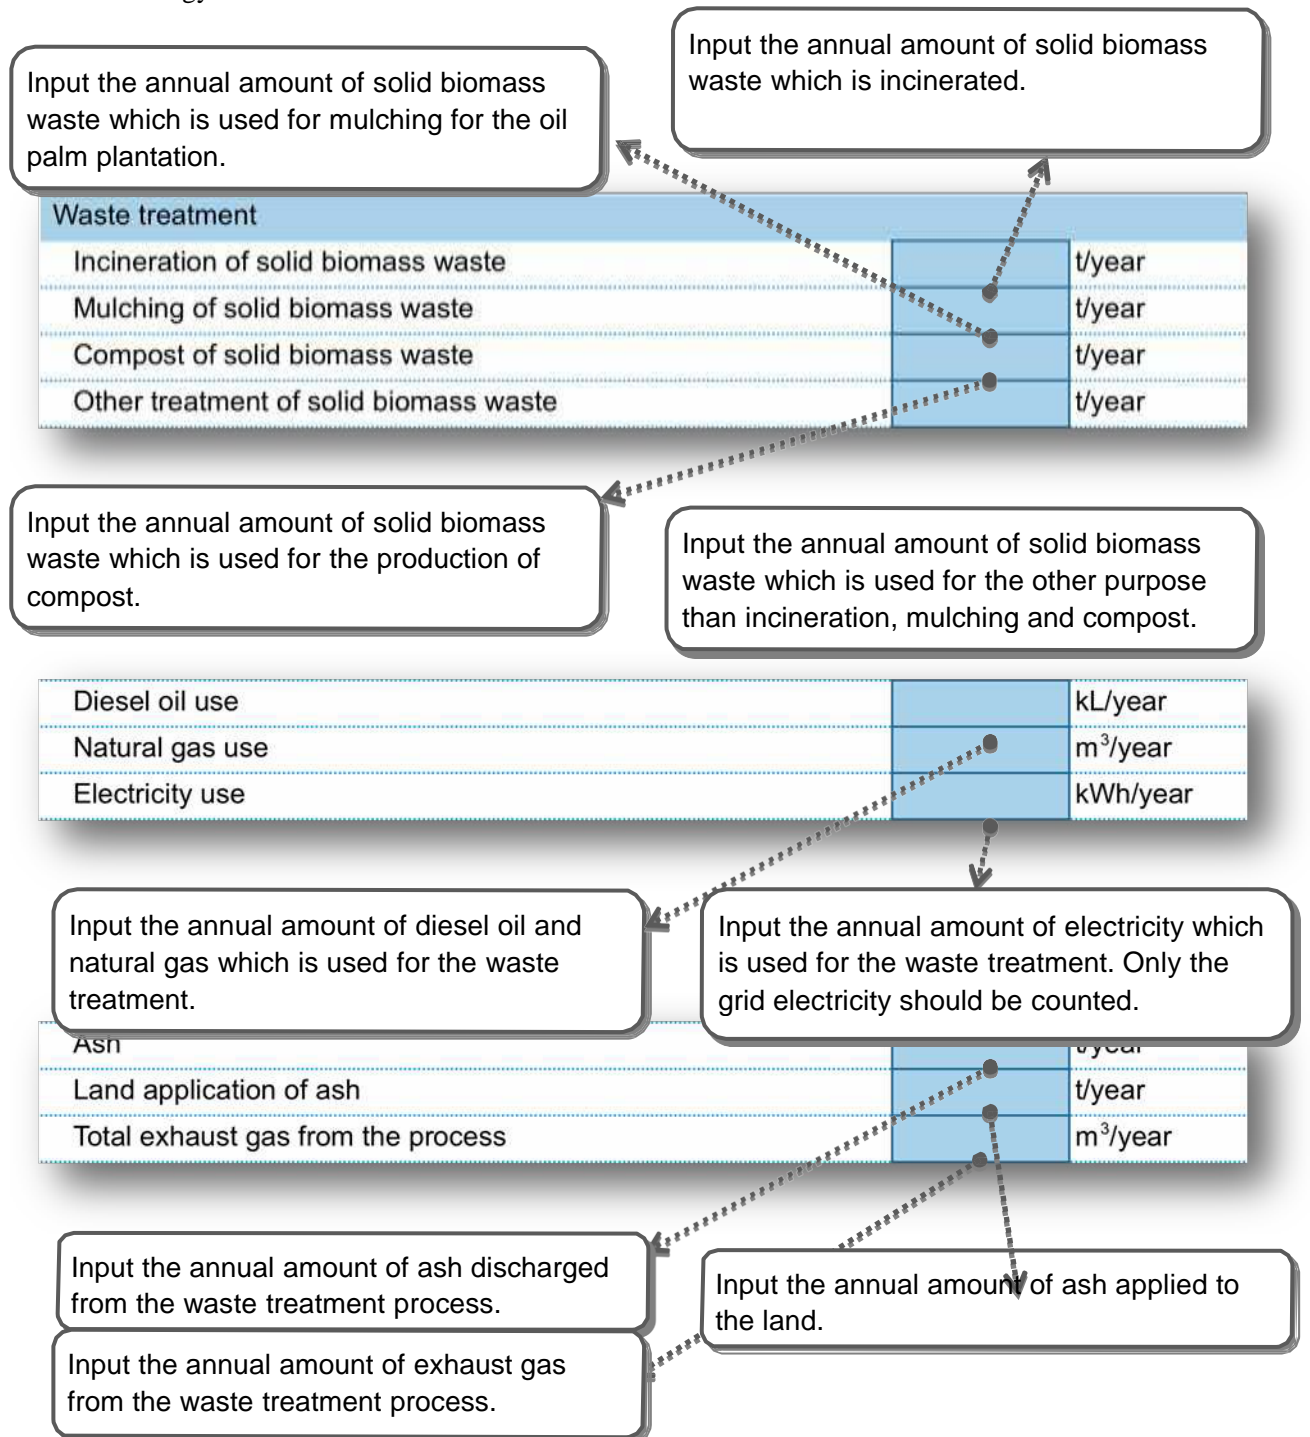 Input the annual amount of solid biomass
waste which is incinerated.
Input the annual amount of solid biomass
waste which is used for mulching for the oil
palm plantation.
Waste treatment
Incineration of solid biomass waste t/year
Mulching of solid biomass waste t/year
Compost of solid biomass waste t/year
Other treatment of solid biomass waste t/year
Input the annual amount of solid biomass
waste which is used for the production of
compost.
Input the annual amount of solid biomass
waste which is used for the other purpose
than incineration, mulching and compost.
Diesel oil use kL/year
Natural gas use m³/year
Electricity use kWh/year
Input the annual amount of diesel oil and
natural gas which is used for the waste
treatment.
Input the annual amount of electricity which
is used for the waste treatment. Only the
grid electricity should be counted.
Ash t/year
Land application of ash t/year
Total exhaust gas from the process m³/year
Input the annual amount of ash discharged
from the waste treatment process.
Input the annual amount of ash applied to
the land.
Input the annual amount of exhaust gas
from the waste treatment process.